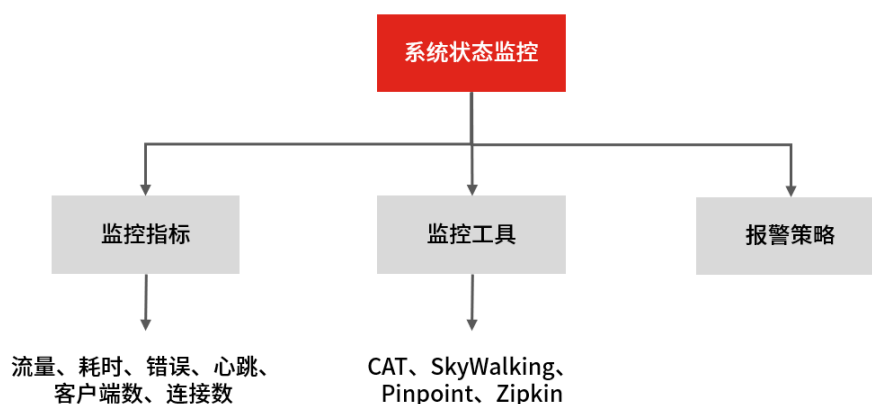 系统状态监控
监控指标
监控工具
报警策略
流量、耗时、错误、心跳、
客户端数、连接数
CAT、SkyWalking、
Pinpoint、Zipkin